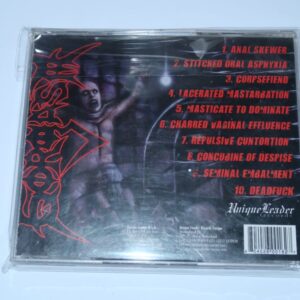 1. ANAL SKEWER
2. STITCHED ORAL ASPHYXIA
3. CORPSEFIEND
4. LACERATED MASTURBATION
5. MASTICATE TO DOMINATE
6. CHARRED VAGINAL EFFLUENCE
7. REPULSIVE CONTORTION
8. CONCUBINE OF DESPISE
9. SEMINAL EMBALMENT
10. DEADFUCK
Unique Leader
RECORDS